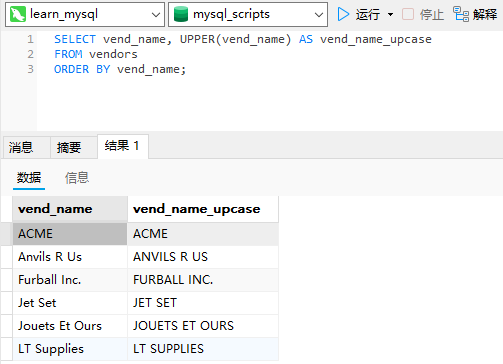 learn_mysql mysql_scripts 运行 停止 解释
1 SELECT vend_name, UPPER(vend_name) AS vend_name_upcase
2 FROM vendors
3 ORDER BY vend_name;
消息 摘要 结果 1
数据 信息
vend_name vend_name_upcase
ACME ACME
Anvils R Us ANVILS R US
Furball Inc. FURBALL INC.
Jet Set JET SET
Jouets Et Ours JOUETS ET OURS
LT Supplies LT SUPPLIES